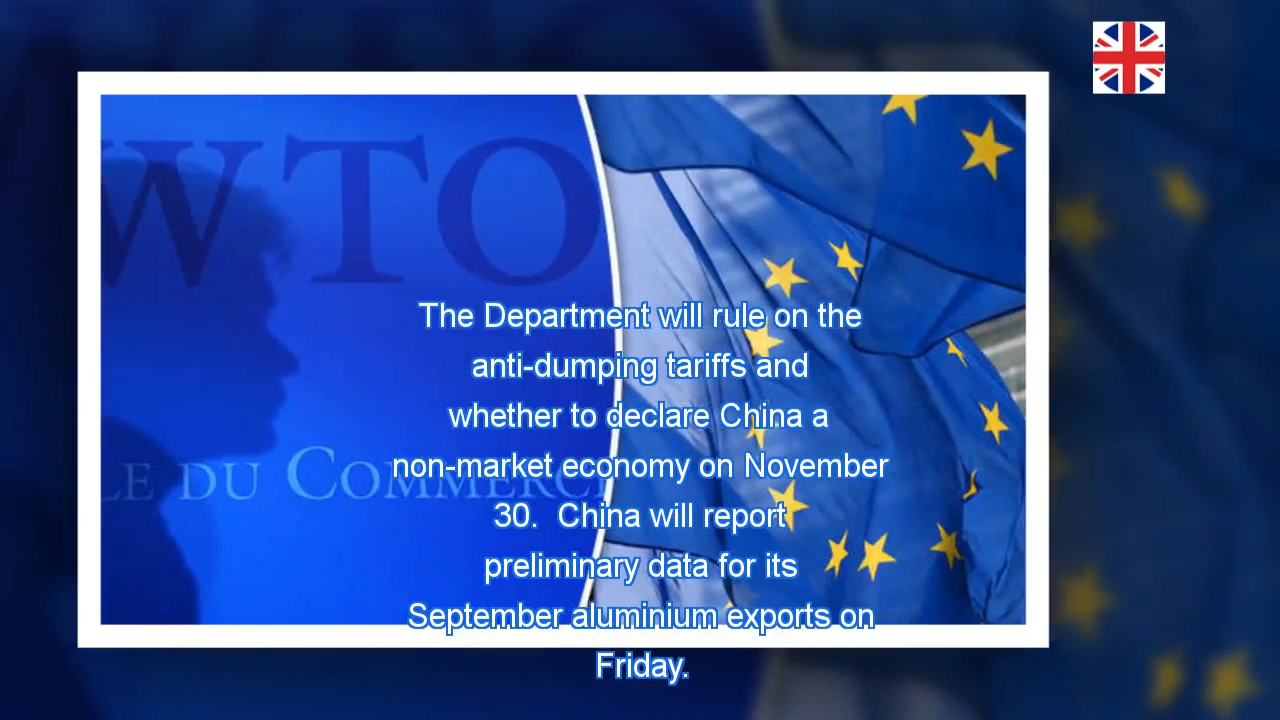 WTO
LE DU COMMERC
The Department will rule on the
anti-dumping tariffs and
whether to declare China a
non-market economy on November
30.  China will report
preliminary data for its
September aluminium exports on
Friday.